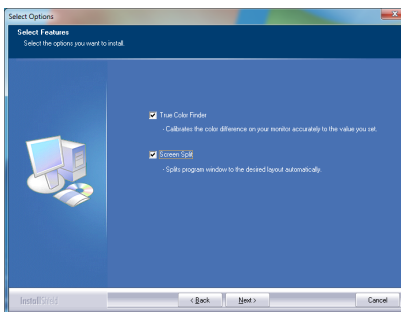 Select Options
Select Features
Select the options you want to install.
True Color Finder
- Calibrates the color difference on your monitor accurately to the value you set.
Screen Split
- Splits program window to the desired layout automatically.
InstallShield
< Back
Next >
Cancel